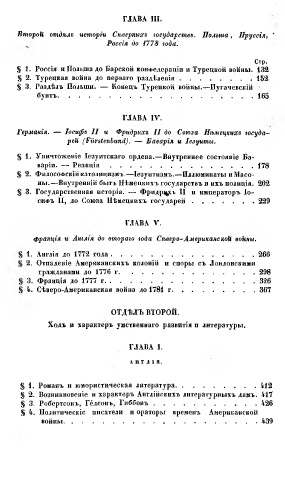 ГЛАВА III.
Второй отдѣлъ исторіи Сѣверныхъ государствъ. Польша, Пруссія,
Россія до 1778 года.
Стр.
§ 1. Россія и Польша до Барской конфедераціи и Турецкой войны. 132
§ 2. Турецкая война до перваго раздѣленія . . . . . . 152
§ 3. Раздѣлъ Польши. — Конецъ Турецкой войны.—Пугачевскій
бунтъ. . . . . . . . . . . 165
ГЛАВА IV.
Германія. — Іосифъ II и Фридрихъ II до Союза Нѣмецкихъ государей (Fürstenbund). — Баварія и Іезуиты.
§ 1. Уничтоженіе Іезуитскаго ордена.—Внутреннее состояніе Баваріи. — Реакція . . . . . . . . 178
§ 2. Философскій католицизмъ. — Іезуитизмъ.—Иллюминаты и Масоны.—Внутренній бытъ Нѣмецкихъ государствъ и ихъ полиція. 202
§ 3. Государственная исторія. — Фридрихъ II и императоръ Іосифъ II, до Союза Нѣмецкихъ государей . . . . 229
ГЛАВА V.
Франція и Англія до втораго года Сѣверо-Американской войны.
§ 1. Англія до 1772 года . . . . . . . . . 266
§ 2. Отпаденіе Американскихъ колоній и споры съ Лондонскими
гражданами до 1776 г. . . . . . . . . 298
§ 3. Франція до 1777 г. . . . . . . . . . 326
§ 4. Сѣверо-Американская война до 1781 г. . . . . . 367
ОТДѢЛЪ ВТОРОЙ.
Ходъ и характеръ умственнаго развитія и литературы.
ГЛАВА I.
АНГЛІЯ.
§ 1. Романъ и юмористическая литература. . . . . . 412
§ 2. Возникновеніе и характеръ Англійскихъ литературныхъ дамъ. 417
§ 3. Робертсонъ, Гёлсонъ, Гиббонъ . . . . . . . 426
§ 4. Политическіе писатели и ораторы временъ Американской
войны. . . . . . . . . . . . 439